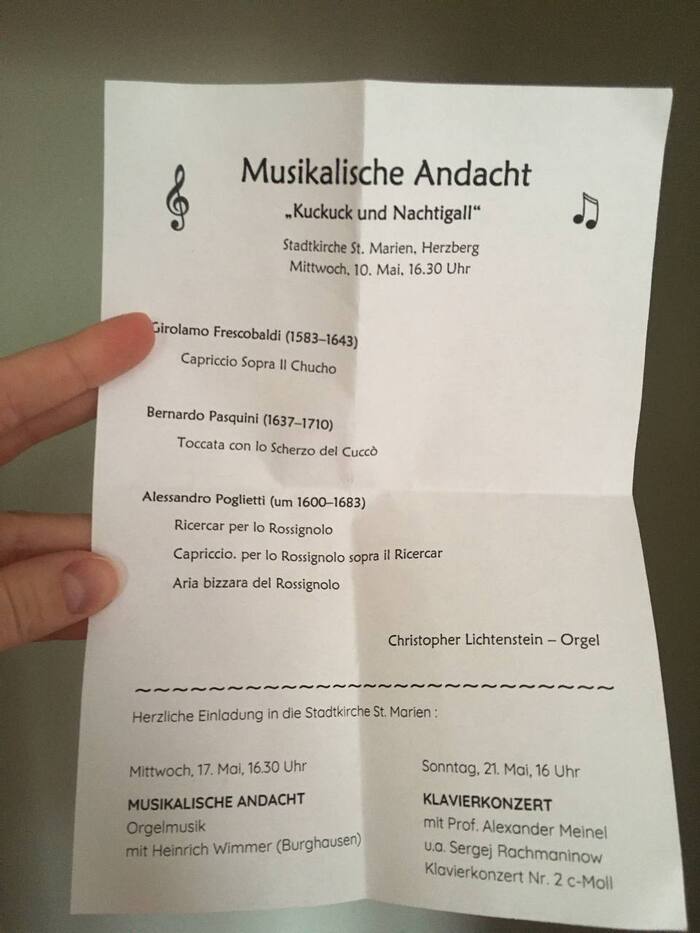 Musikalische Andacht
„Kuckuck und Nachtigall“
Stadtkirche St. Marien, Herzberg
Mittwoch, 10. Mai, 16.30 Uhr
Girolamo Frescobaldi (1583–1643)
Capriccio Sopra Il Chucho
Bernardo Pasquini (1637–1710)
Toccata con lo Scherzo del Cuccò
Alessandro Poglietti (um 1600–1683)
Ricercar per lo Rossignolo
Capriccio. per lo Rossignolo sopra il Ricercar
Aria bizzara del Rossignolo
Christopher Lichtenstein – Orgel
~~~~~~~~~~~~~~~~~~~~~~~~~~~~
Herzliche Einladung in die Stadtkirche St. Marien :
Mittwoch, 17. Mai, 16.30 Uhr
MUSIKALISCHE ANDACHT
Orgelmusik
mit Heinrich Wimmer (Burghausen)
Sonntag, 21. Mai, 16 Uhr
KLAVIERKONZERT
mit Prof. Alexander Meinel
u.a. Sergej Rachmaninow
Klavierkonzert Nr. 2 c-Moll